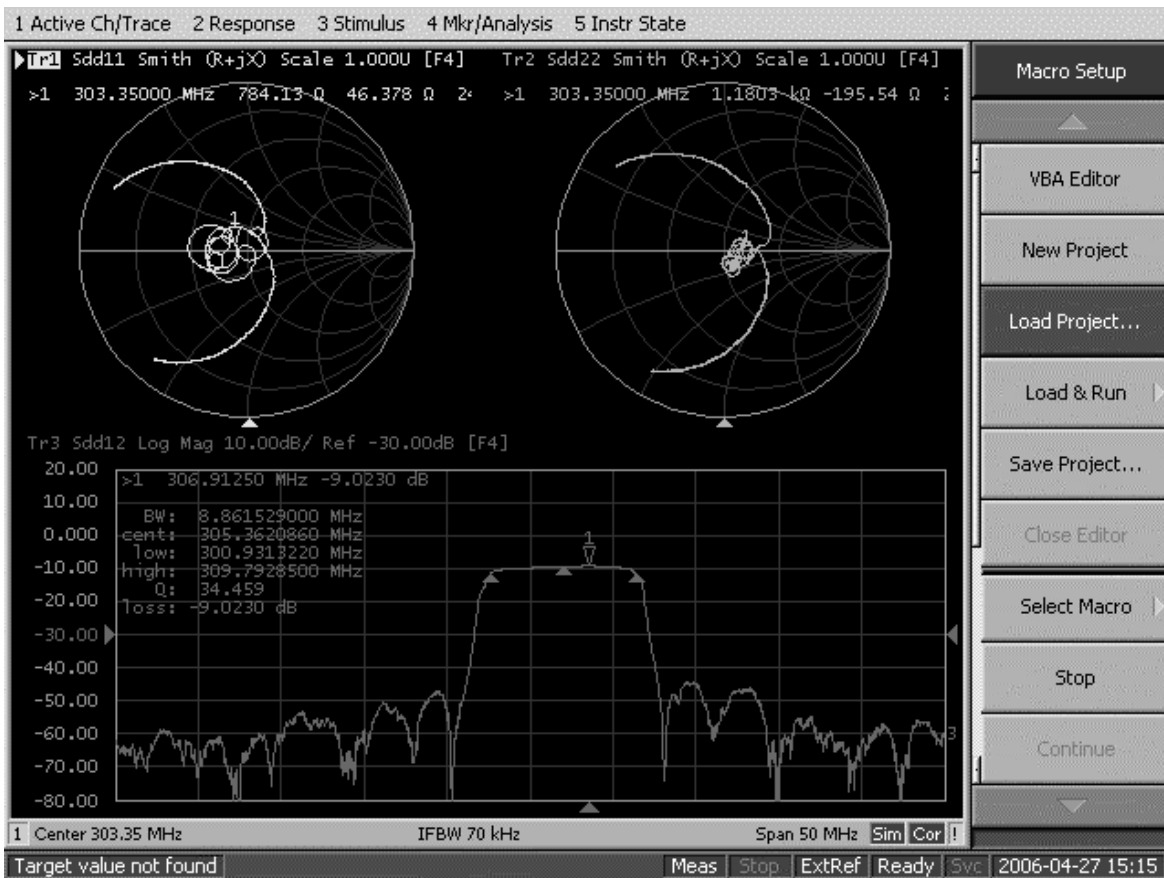 1 Active Ch/Trace 2 Response 3 Stimulus 4 Mkr/Analysis 5 Instr State
Tr1 Sdd11 Smith (R+jX) Scale 1.000U [F4]
>1 303.35000 MHz 784.13 Ω 46.378 Ω
1
Tr2 Sdd22 Smith (R+jX) Scale 1.000U [F4]
>1 303.35000 MHz 1.1803 kΩ -195.54 Ω
Tr3 Sdd12 Log Mag 10.00dB/ Ref -30.00dB [F4]
20.00
10.00
0.000
-10.00
-20.00
-30.00
-40.00
-50.00
-60.00
-70.00
-80.00
>1 306.91250 MHz -9.0230 dB
BW: 8.861529000 MHz
cent: 305.3620860 MHz
low: 300.9313220 MHz
high: 309.7928500 MHz
Q: 34.459
loss: -9.0230 dB
1
3
1 Center 303.35 MHz IFBW 70 kHz Span 50 MHz Sim Cor !
Target value not found Meas Stop ExtRef Ready Svc 2006-04-27 15:15
Macro Setup
VBA Editor
New Project
Load Project...
Load & Run
Save Project...
Close Editor
Select Macro
Stop
Continue